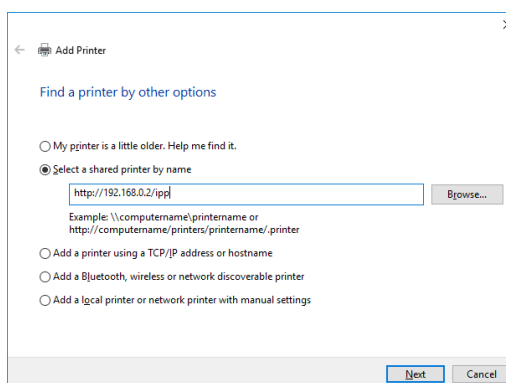 Add Printer
Find a printer by other options
My printer is a little older. Help me find it.
Select a shared printer by name
http://192.168.0.2/ipp
Browse...
Example: \\computername\printername or
http://computername/printers/printername/.printer
Add a printer using a TCP/IP address or hostname
Add a Bluetooth, wireless or network discoverable printer
Add a local printer or network printer with manual settings
Next
Cancel